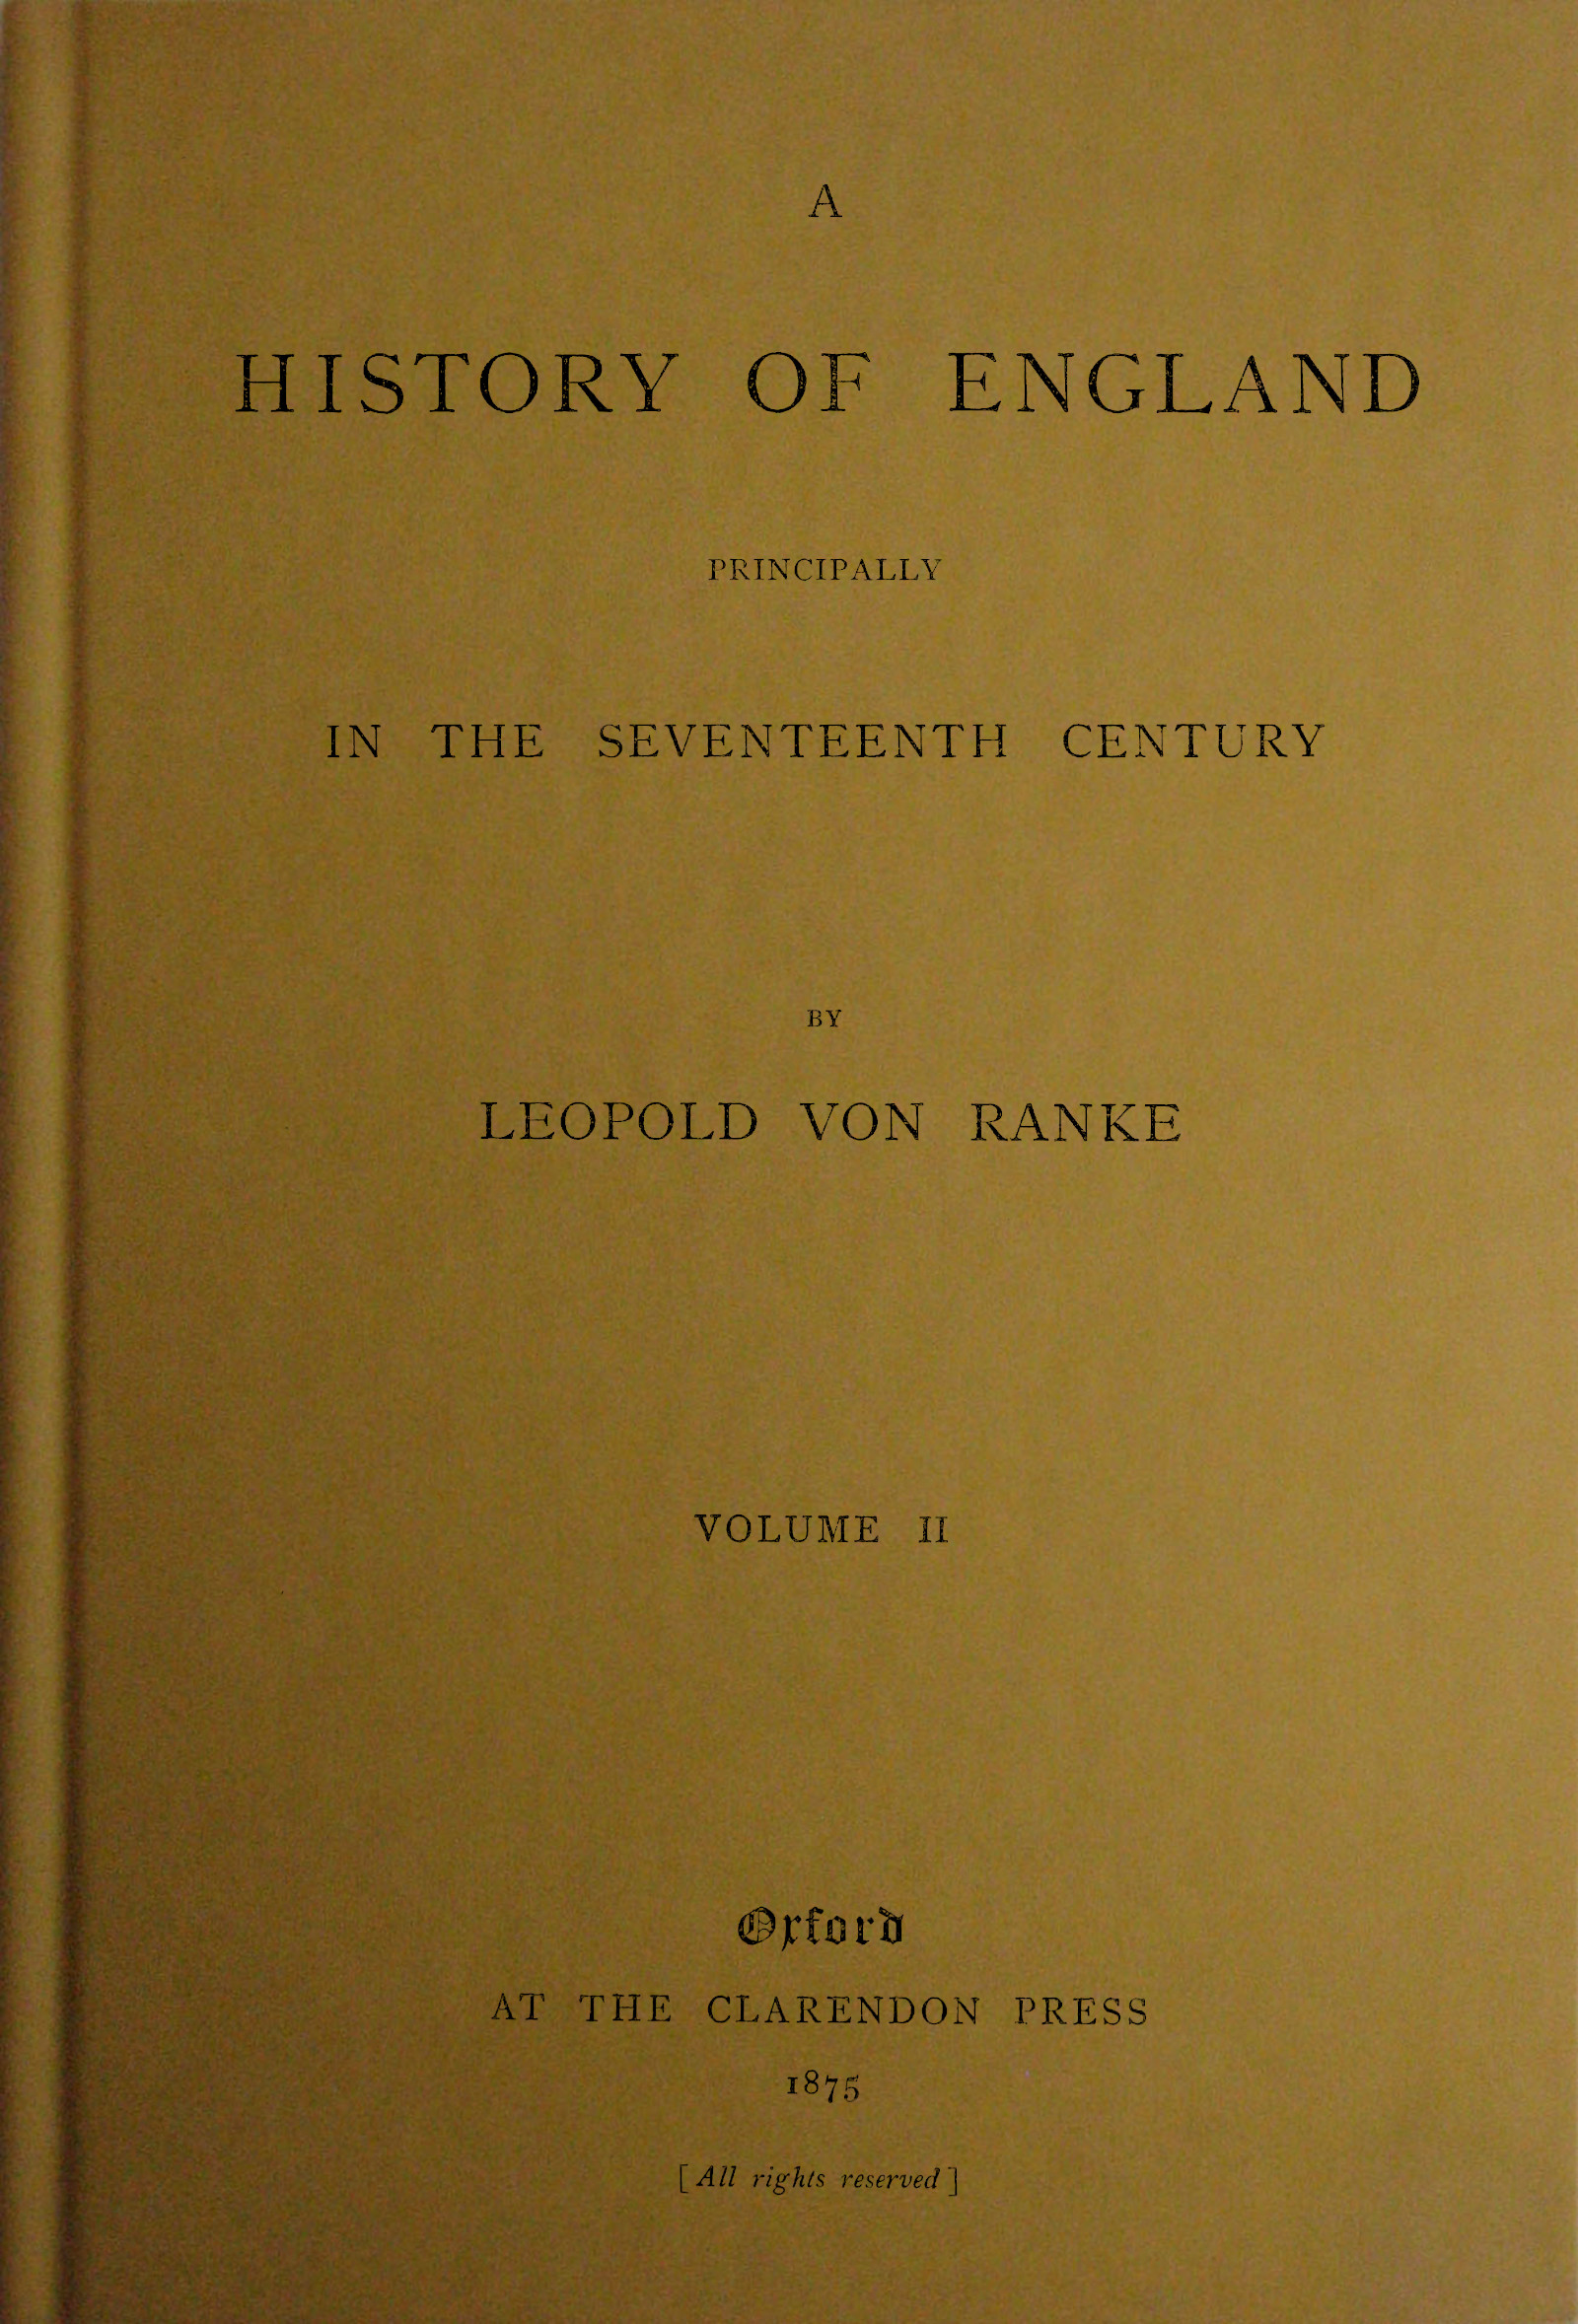 A
HISTORY OF ENGLAND
PRINCIPALLY
IN THE SEVENTEENTH CENTURY
BY
LEOPOLD VON RANKE
VOLUME II
Oxford
AT THE CLARENDON PRESS
1875
[All rights reserved]